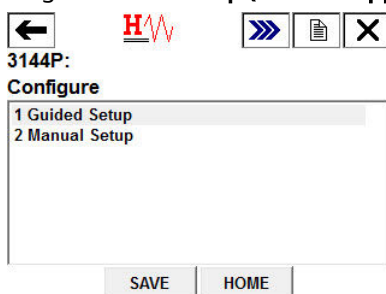 H
3144P:
Configure
1 Guided Setup
2 Manual Setup
SAVE HOME